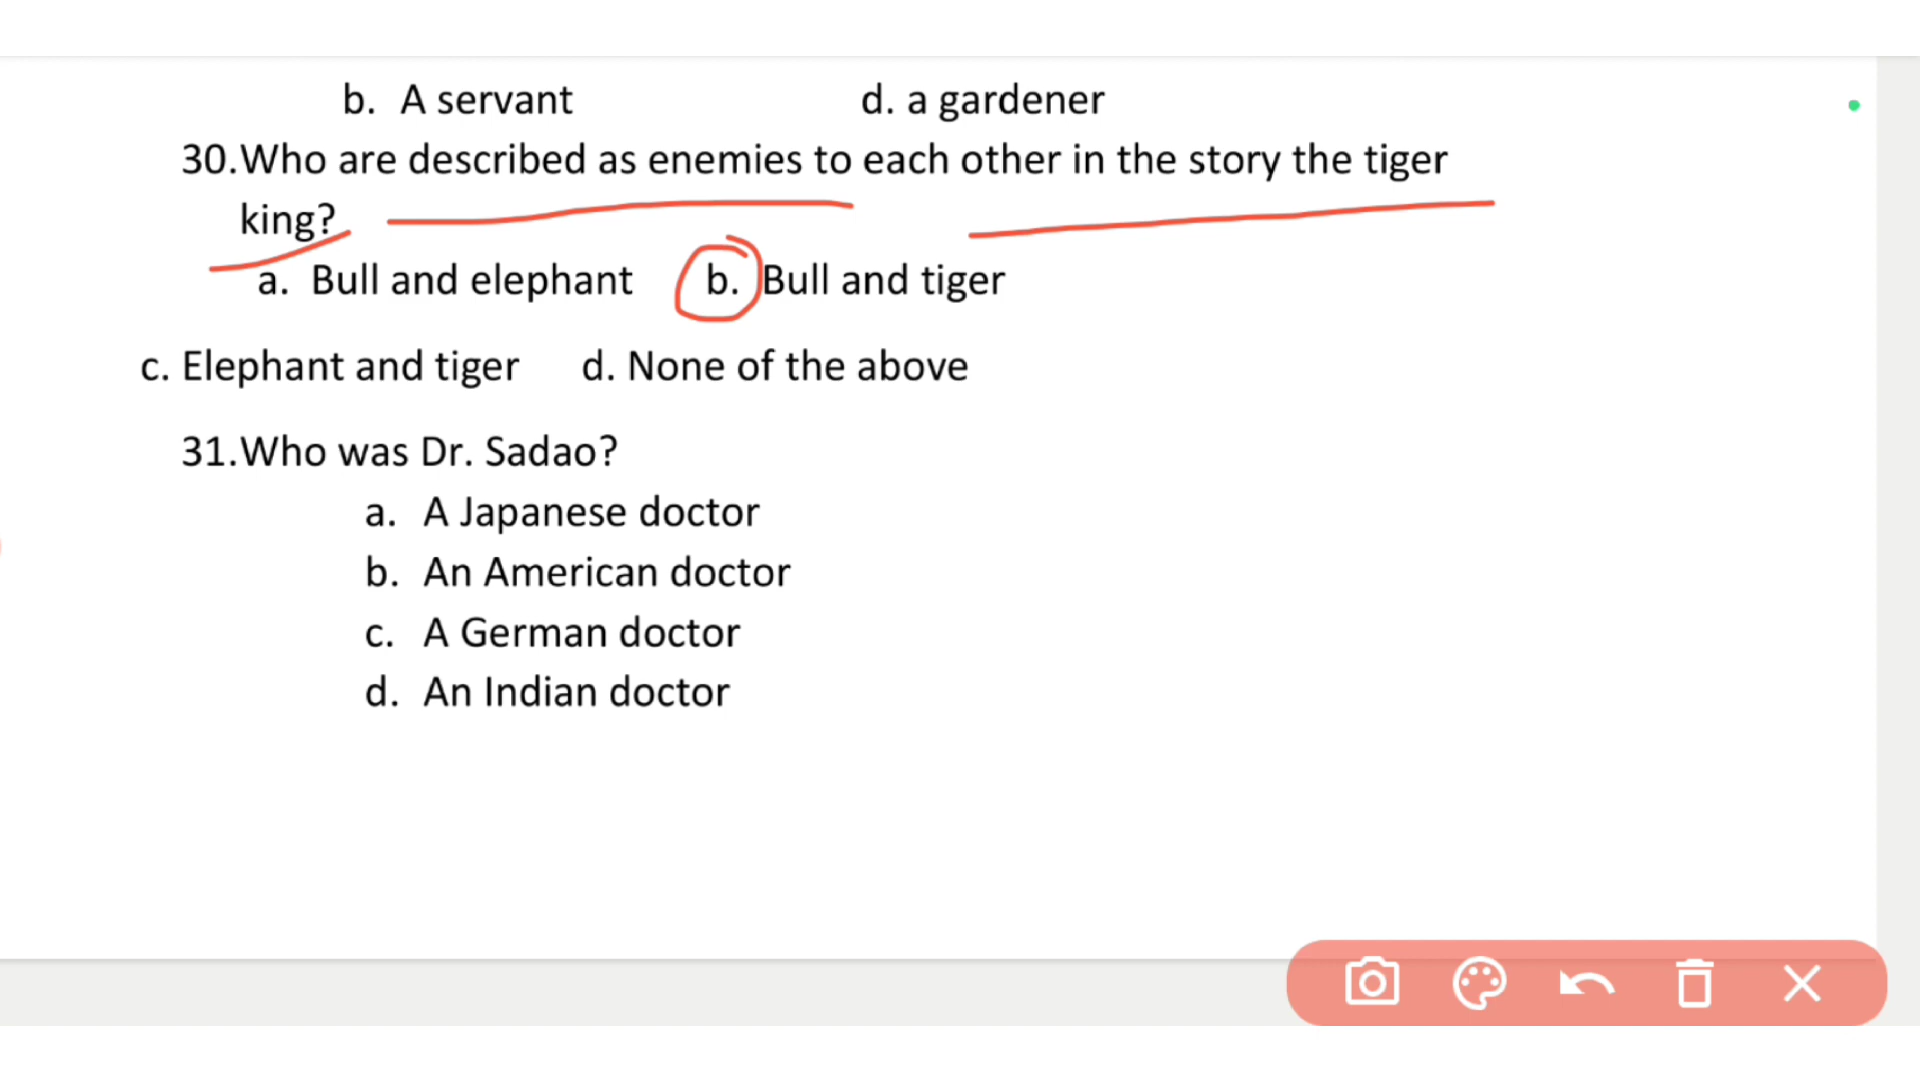 b. A servant d. a gardener
30.Who are described as enemies to each other in the story the tiger
king?
a. Bull and elephant b. Bull and tiger
c. Elephant and tiger d. None of the above
31.Who was Dr. Sadao?
a. A Japanese doctor
b. An American doctor
c. A German doctor
d. An Indian doctor